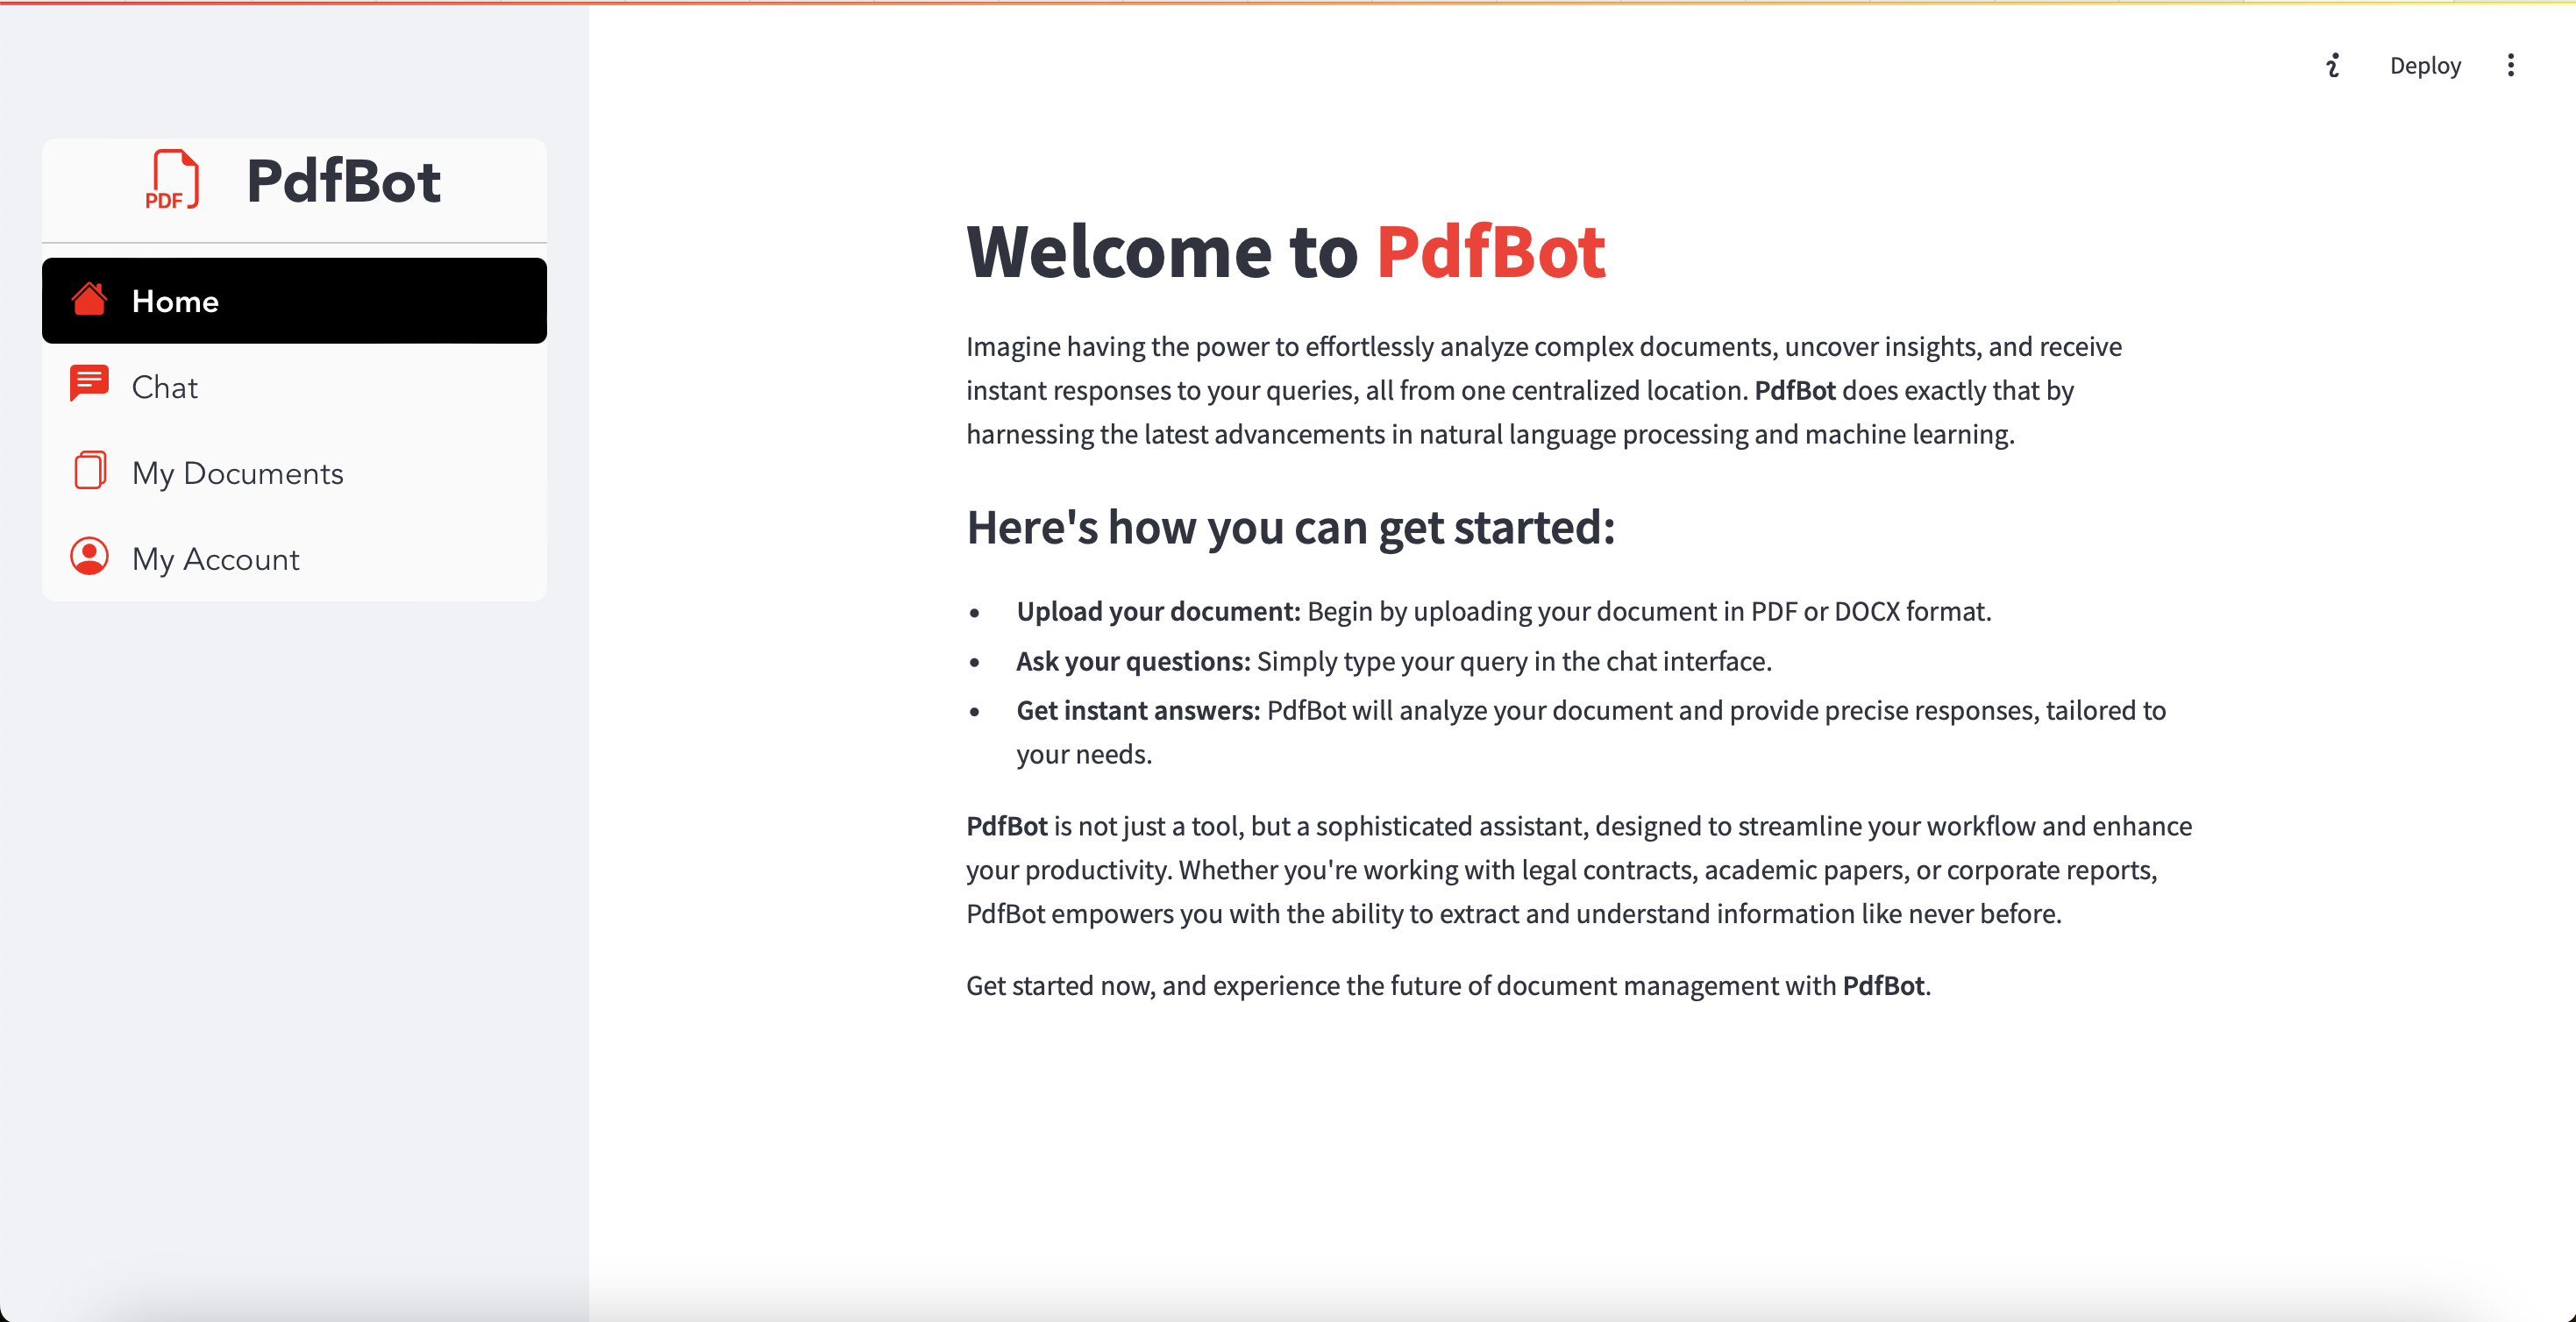 Deploy
PDF
PdfBot
Home
Chat
My Documents
My Account
Welcome to PdfBot
Imagine having the power to effortlessly analyze complex documents, uncover insights, and receive
instant responses to your queries, all from one centralized location. PdfBot does exactly that by
harnessing the latest advancements in natural language processing and machine learning.
Here's how you can get started:
• Upload your document: Begin by uploading your document in PDF or DOCX format.
• Ask your questions: Simply type your query in the chat interface.
• Get instant answers: PdfBot will analyze your document and provide precise responses, tailored to
your needs.
PdfBot is not just a tool, but a sophisticated assistant, designed to streamline your workflow and enhance
your productivity. Whether you're working with legal contracts, academic papers, or corporate reports,
PdfBot empowers you with the ability to extract and understand information like never before.
Get started now, and experience the future of document management with PdfBot.